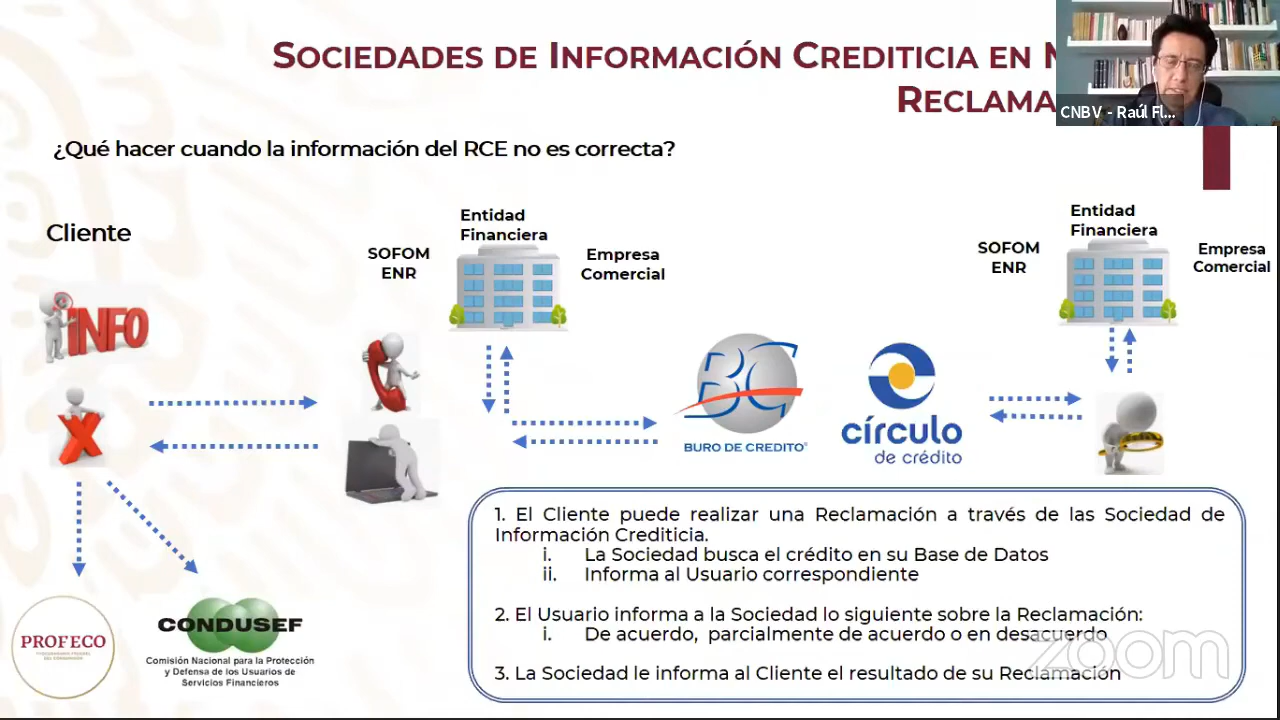 SOCIEDADES DE INFORMACIÓN CREDITICIA EN
RECLAMA
CNBV - Raúl Fl...
¿Qué hacer cuando la información del RCE no es correcta?
Cliente
INFO
X
SOFOM
ENR
Entidad
Financiera
Empresa
Comercial
BC
BURO DE CREDITO
círculo
de crédito
SOFOM
ENR
Entidad
Financiera
Empresa
Comercial
PROFECO
PROCURADURÍA FEDERAL
DEL CONSUMIDOR
CONDUSEF
Comisión Nacional para la Protección
y Defensa de los Usuarios de
Servicios Financieros
1. El Cliente puede realizar una Reclamación a través de las Sociedad de
Información Crediticia.
i. La Sociedad busca el crédito en su Base de Datos
ii. Informa al Usuario correspondiente
2. El Usuario informa a la Sociedad lo siguiente sobre la Reclamación:
i. De acuerdo, parcialmente de acuerdo o en desacuerdo
3. La Sociedad le informa al Cliente el resultado de su Reclamación
zoom